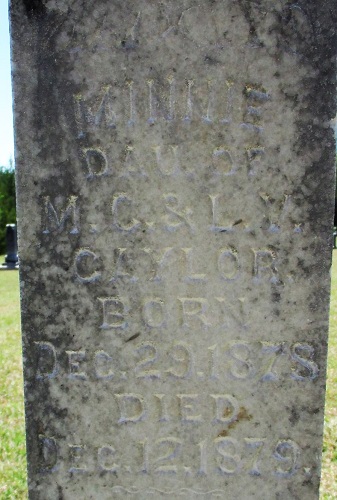 MINNIE
DAU. OF
M. C. & L. V.
CAYLOR.
BORN
DEC. 29. 1878
DIED
DEC. 12. 1879.